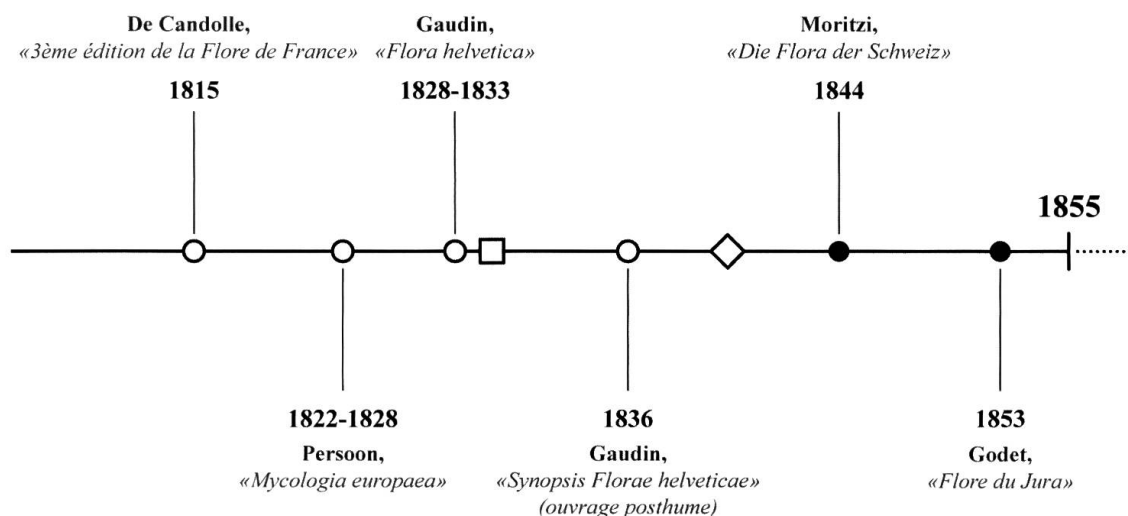 De Candolle,
«3ème édition de la Flore de France»
1815
Gaudin,
«Flora helvetica»
1828-1833
Moritzi,
«Die Flora der Schweiz»
1844
1855
1822-1828
Persoon,
«Mycologia europaea»
1836
Gaudin,
«Synopsis Florae helveticae»
(ouvrage posthume)
1853
Godet,
«Flore du Jura»